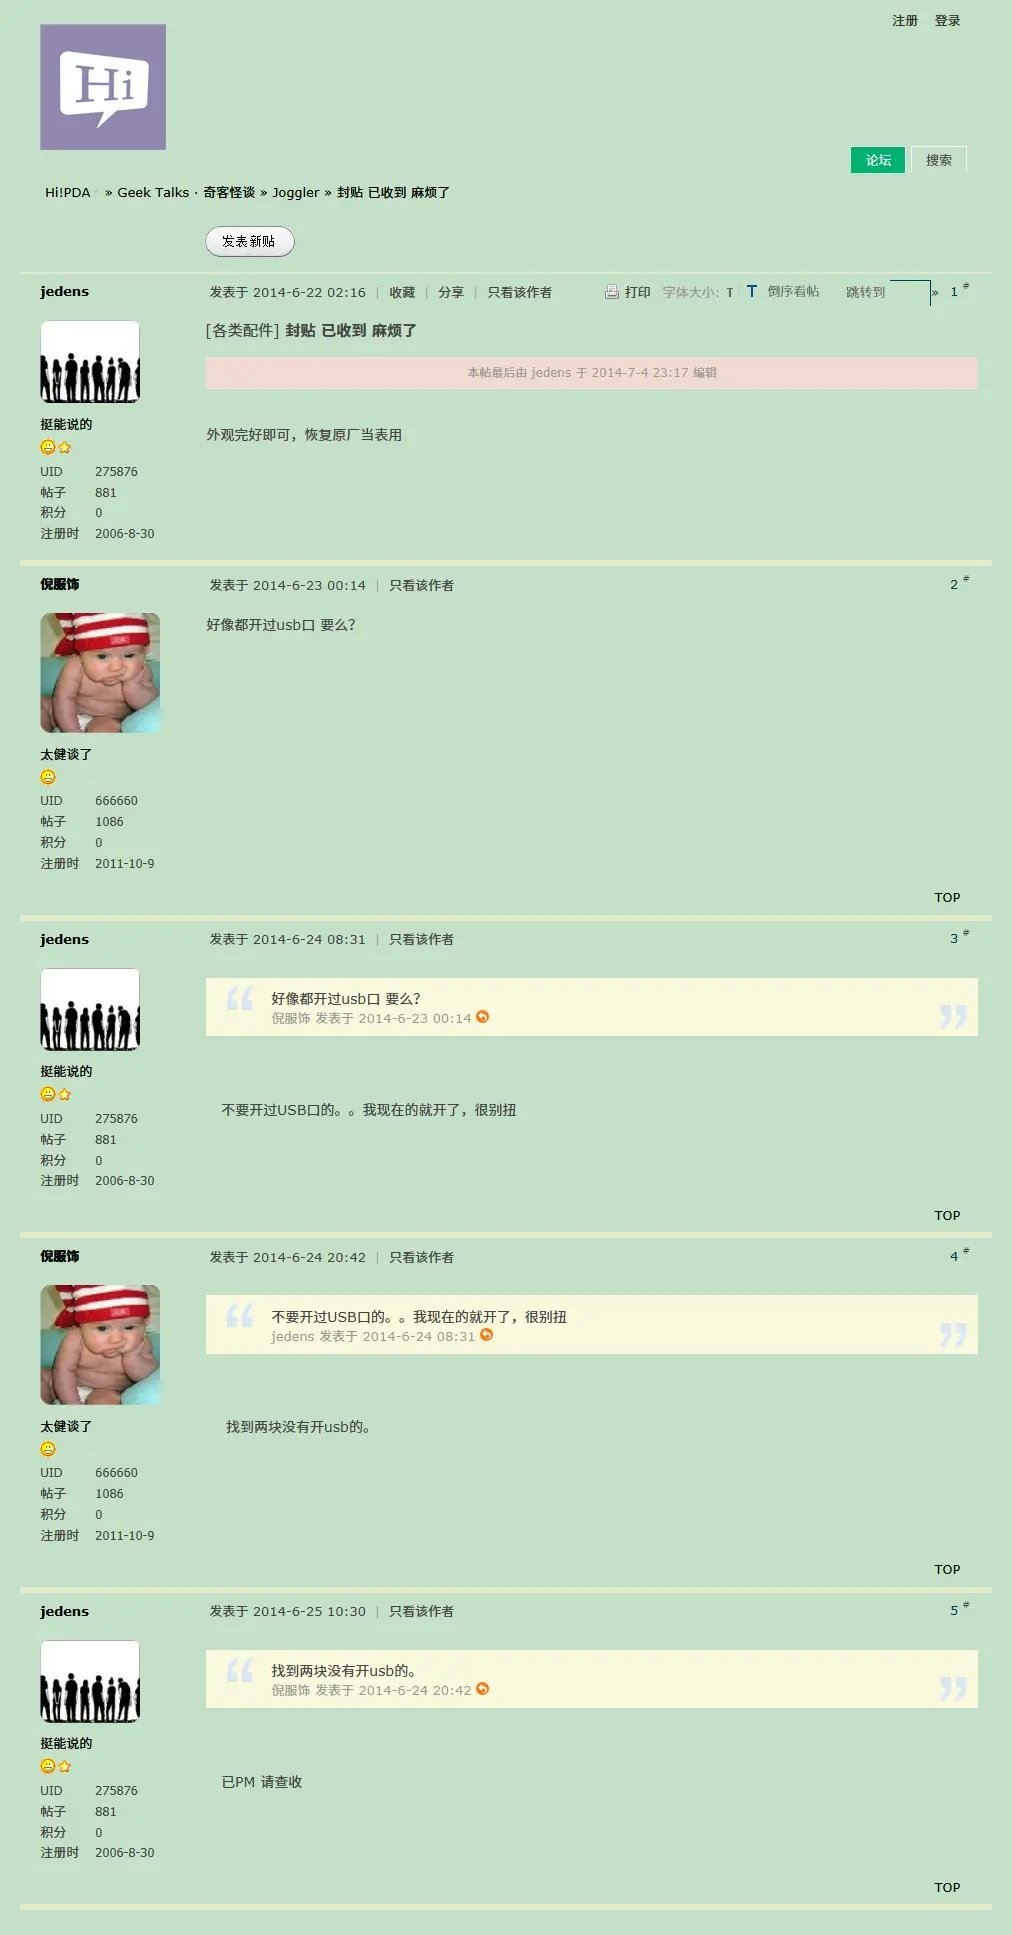 注册 登录
Hi
论坛 搜索
Hi!PDA » Geek Talks · 奇客怪谈 » Joggler » 封贴 已收到 麻烦了
发表新贴
jedens 发表于 2014-6-22 02:16 | 收藏 | 分享 | 只看该作者 打印 字体大小: T | T 倒序看帖 跳转到 » 1 #
[各类配件] 封贴 已收到 麻烦了
本帖最后由 jedens 于 2014-7-4 23:17 编辑
挺能说的
外观完好即可，恢复原厂当表用
UID 275876
帖子 881
积分 0
注册时 2006-8-30
倪服饰 发表于 2014-6-23 00:14 | 只看该作者 2 #
好像都开过usb口 要么?
太健谈了
UID 666660
帖子 1086
积分 0
注册时 2011-10-9
TOP
jedens 发表于 2014-6-24 08:31 | 只看该作者 3 #
好像都开过usb口 要么?
倪服饰 发表于 2014-6-23 00:14
挺能说的
不要开过USB口的。。我现在的就开了，很别扭
UID 275876
帖子 881
积分 0
注册时 2006-8-30
TOP
倪服饰 发表于 2014-6-24 20:42 | 只看该作者 4 #
不要开过USB口的。。我现在的就开了，很别扭
jedens 发表于 2014-6-24 08:31
太健谈了
找到两块没有开usb的。
UID 666660
帖子 1086
积分 0
注册时 2011-10-9
TOP
jedens 发表于 2014-6-25 10:30 | 只看该作者 5 #
找到两块没有开usb的。
倪服饰 发表于 2014-6-24 20:42
挺能说的
已PM 请查收
UID 275876
帖子 881
积分 0
注册时 2006-8-30
TOP